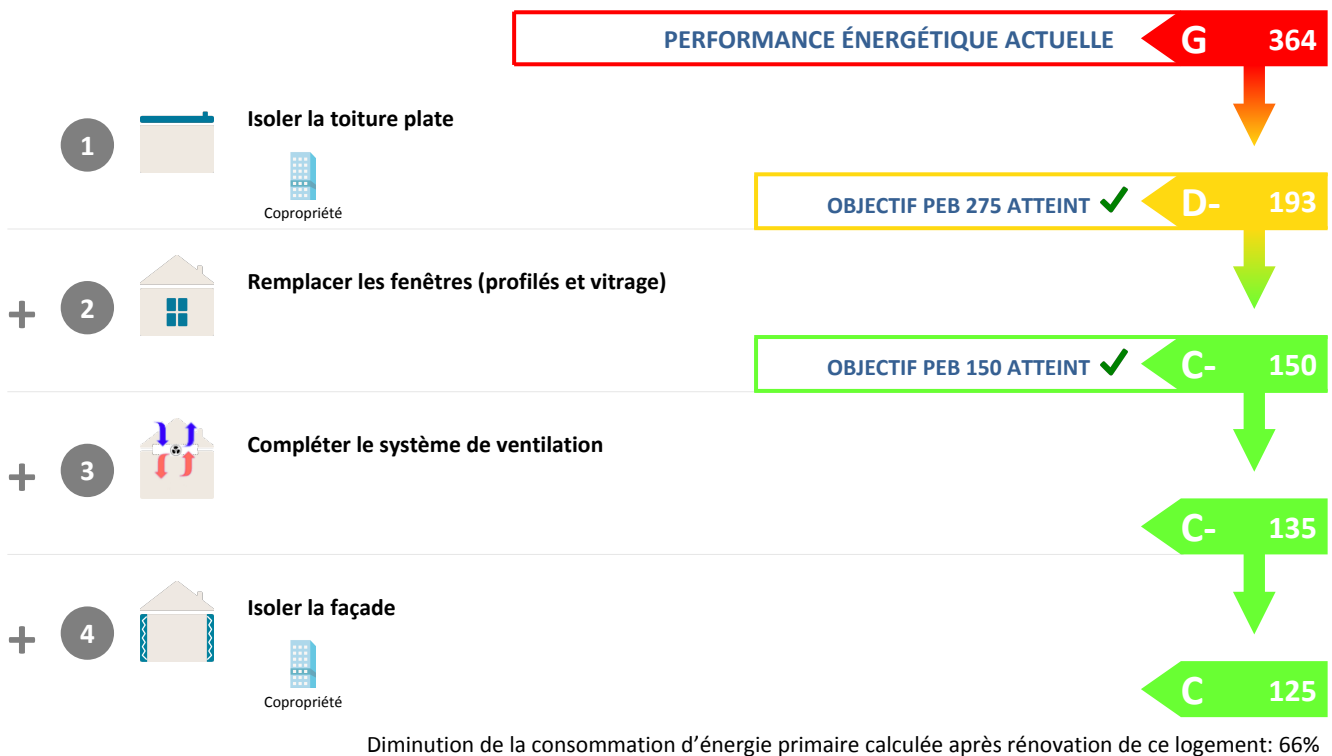 PERFORMANCE ÉNERGÉTIQUE ACTUELLE G 364
1 Isoler la toiture plate
Copropriété
OBJECTIF PEB 275 ATTEINT ✔ D- 193
+ 2 Remplacer les fenêtres (profilés et vitrage)
OBJECTIF PEB 150 ATTEINT ✔ C- 150
+ 3 Compléter le système de ventilation
C- 135
+ 4 Isoler la façade
Copropriété
C 125
Diminution de la consommation d’énergie primaire calculée après rénovation de ce logement: 66%